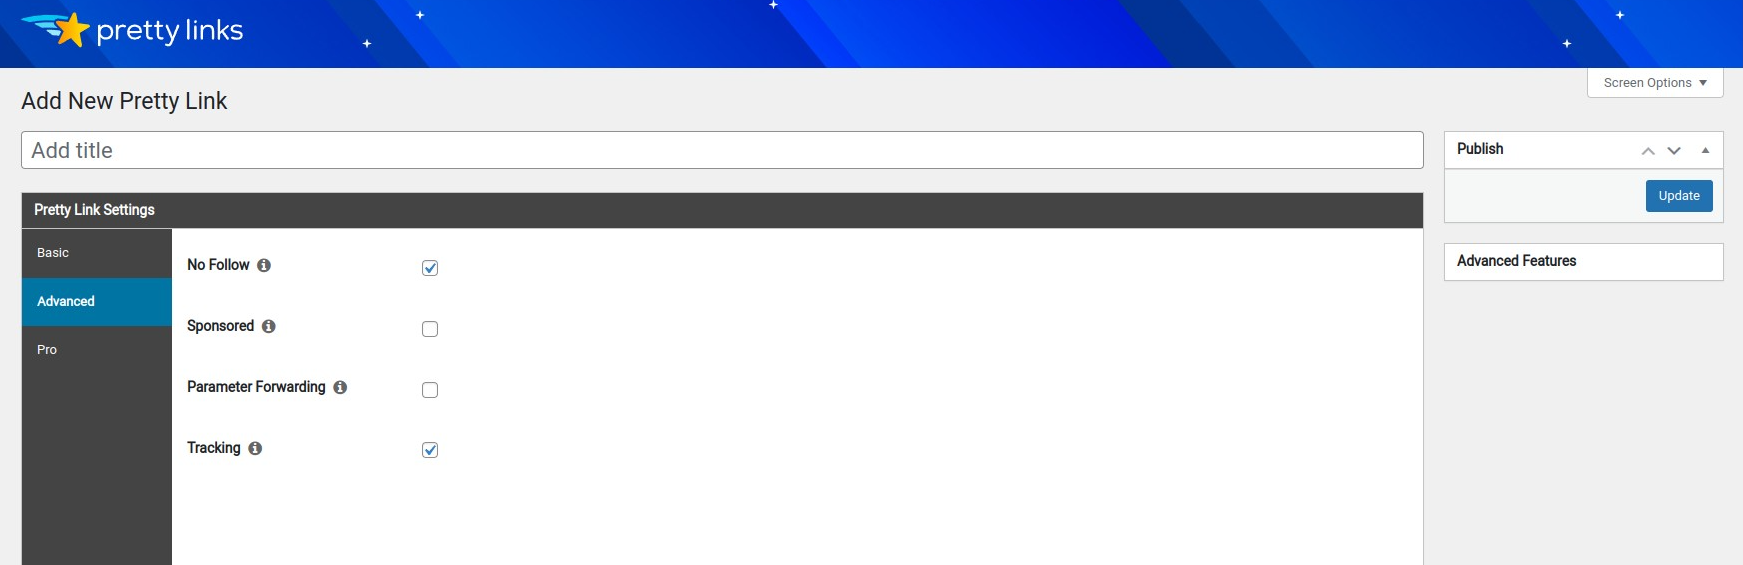 pretty links
Screen Options
Add New Pretty Link
Add title
Publish
Update
Pretty Link Settings
Basic
No Follow
Advanced
Advanced Features
Sponsored
Pro
Parameter Forwarding
Tracking